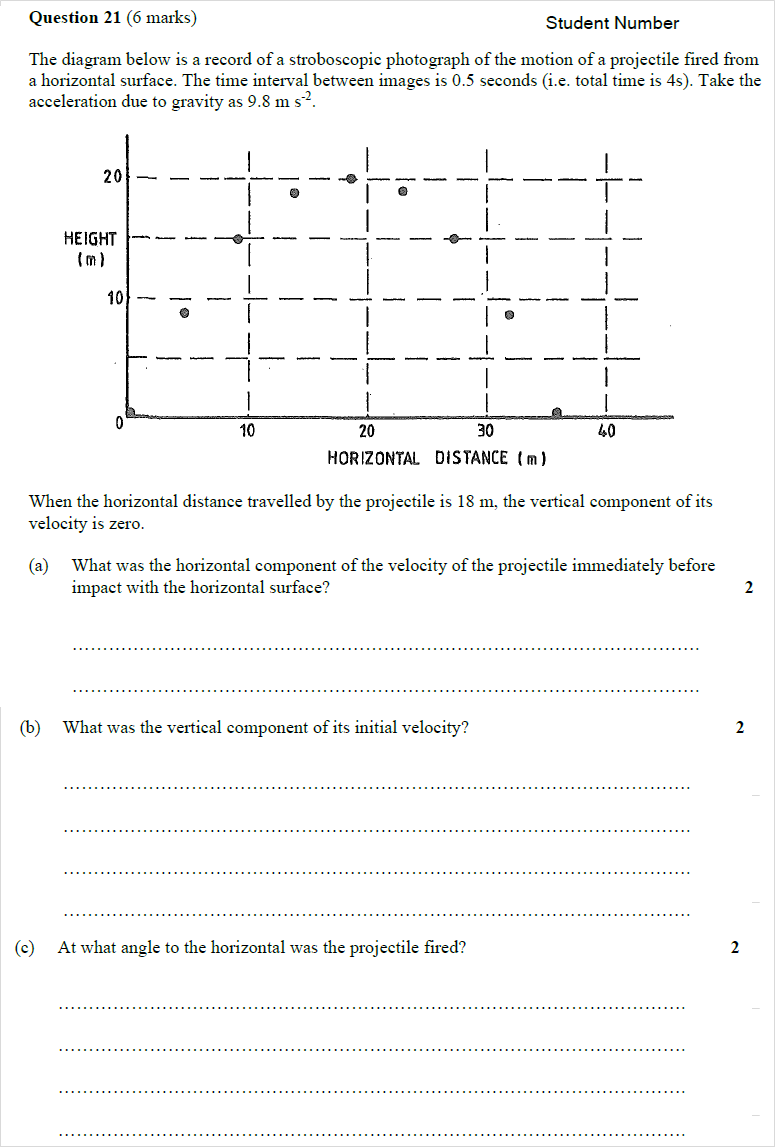 Question 21 (6 marks)
Student Number
The diagram below is a record of a stroboscopic photograph of the motion of a projectile fired from
a horizontal surface. The time interval between images is 0.5 seconds (i.e. total time is 4s). Take the
acceleration due to gravity as 9.8 m s⁻².
20
HEIGHT
(m)
10
0
10 20 30 40
HORIZONTAL DISTANCE (m)
When the horizontal distance travelled by the projectile is 18 m, the vertical component of its
velocity is zero.
(a) What was the horizontal component of the velocity of the projectile immediately before
impact with the horizontal surface? 2
(b) What was the vertical component of its initial velocity? 2
(c) At what angle to the horizontal was the projectile fired? 2